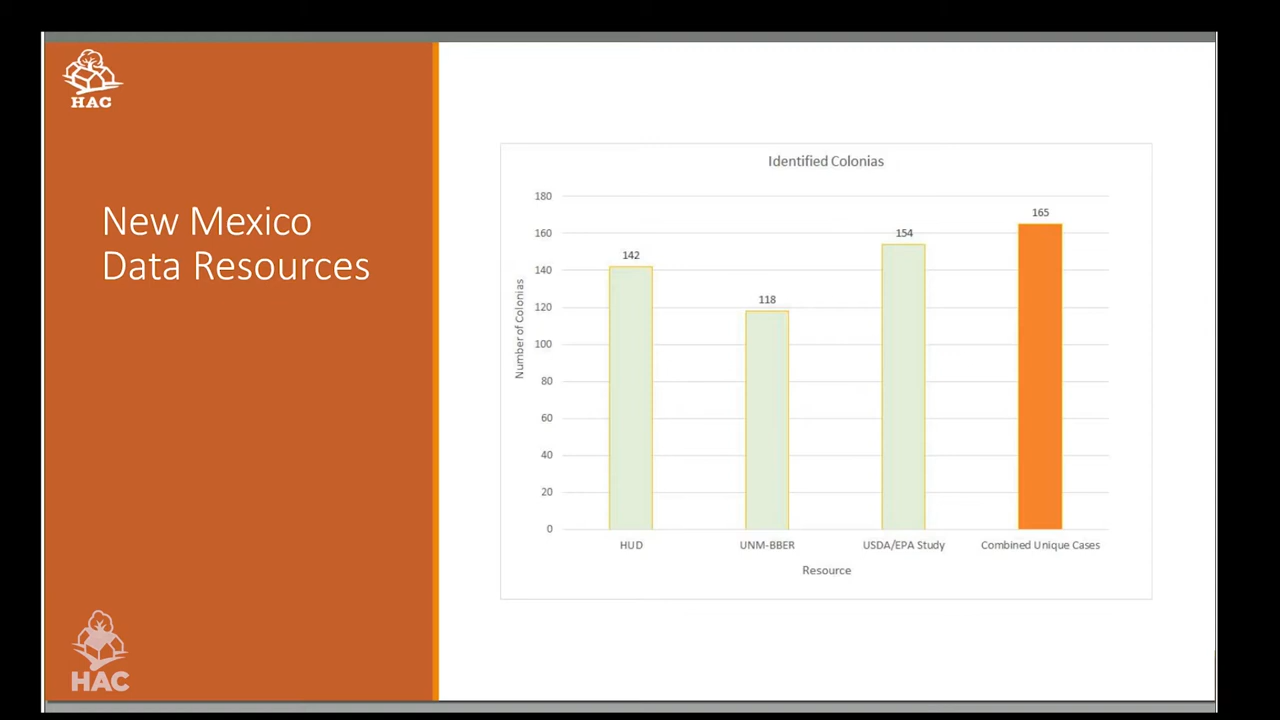 HAC
New Mexico
Data Resources
Identified Colonias
Number of Colonias
180
160
140
120
100
80
60
40
20
0
142
118
154
165
HUD
UNM-BBER
USDA/EPA Study
Combined Unique Cases
Resource
HAC